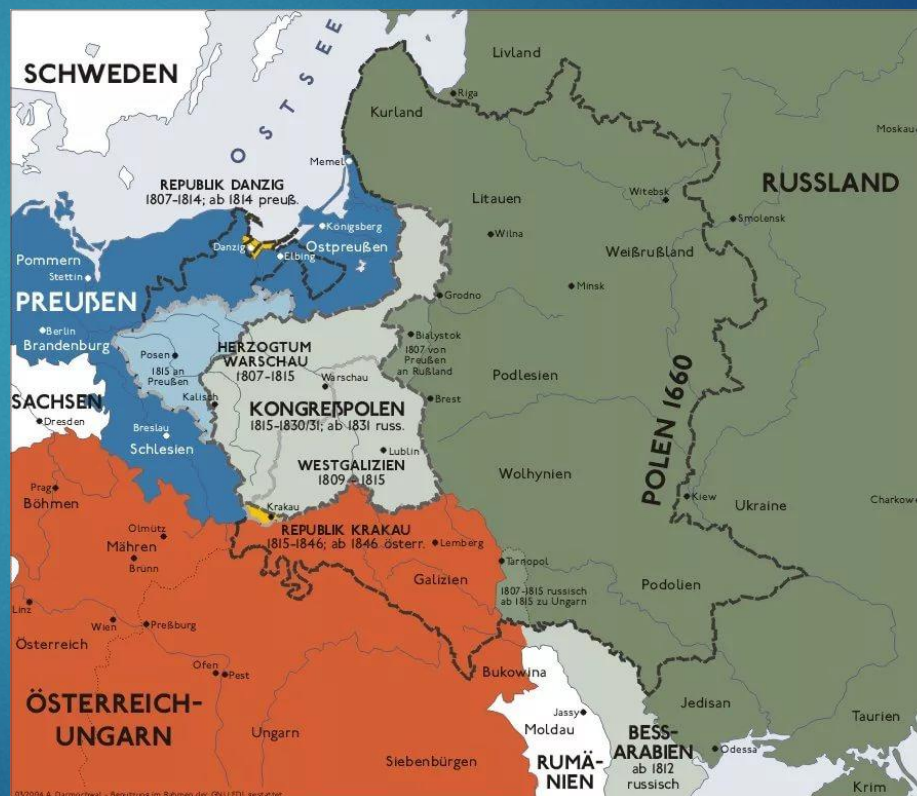 SCHWEDEN
OSTSEE
Livland
Riga
Kurland
Moskau
Memel
REPUBLIK DANZIG
1807-1814; ab 1814 preuß.
Litauen
Witebsk
RUSSLAND
Smolensk
Königsberg
Danzig
Ostpreußen
Elbing
Wilna
Weißrußland
Pommern
Stettin
PREUßEN
Grodno
Minsk
Berlin
Brandenburg
Posen
1815 an
Preußen
HERZOGTUM
WARSCHAU
1807-1815
Bialystok
1807 von
Preußen
an Rußland
Podlesien
POLEN 1660
Warschau
Kalisch
SACHSEN
Dresden
KONGREßPOLEN
1815-1830/31; ab 1831 russ.
Brest
Breslau
Schlesien
Lublin
WESTGALIZIEN
1809 - 1815
Wolhynien
Kiew
Ukraine
Charkow
Prag
Böhmen
Krakau
REPUBLIK KRAKAU
1815-1846; ab 1846 österr.
Lemberg
Olmütz
Mähren
Brünn
Galizien
Tarnopol
1807-1815 russisch
ab 1815 zu Ungarn
Podolien
Linz
Wien
Preßburg
Österreich
Ofen
Pest
Bukowina
ÖSTERREICH-
UNGARN
Ungarn
Siebenbürgen
Jassy
Moldau
RUMÄ-
NIEN
BESS-
ARABIEN
ab 1812
russisch
Jedisan
Odessa
Taurien
Krim